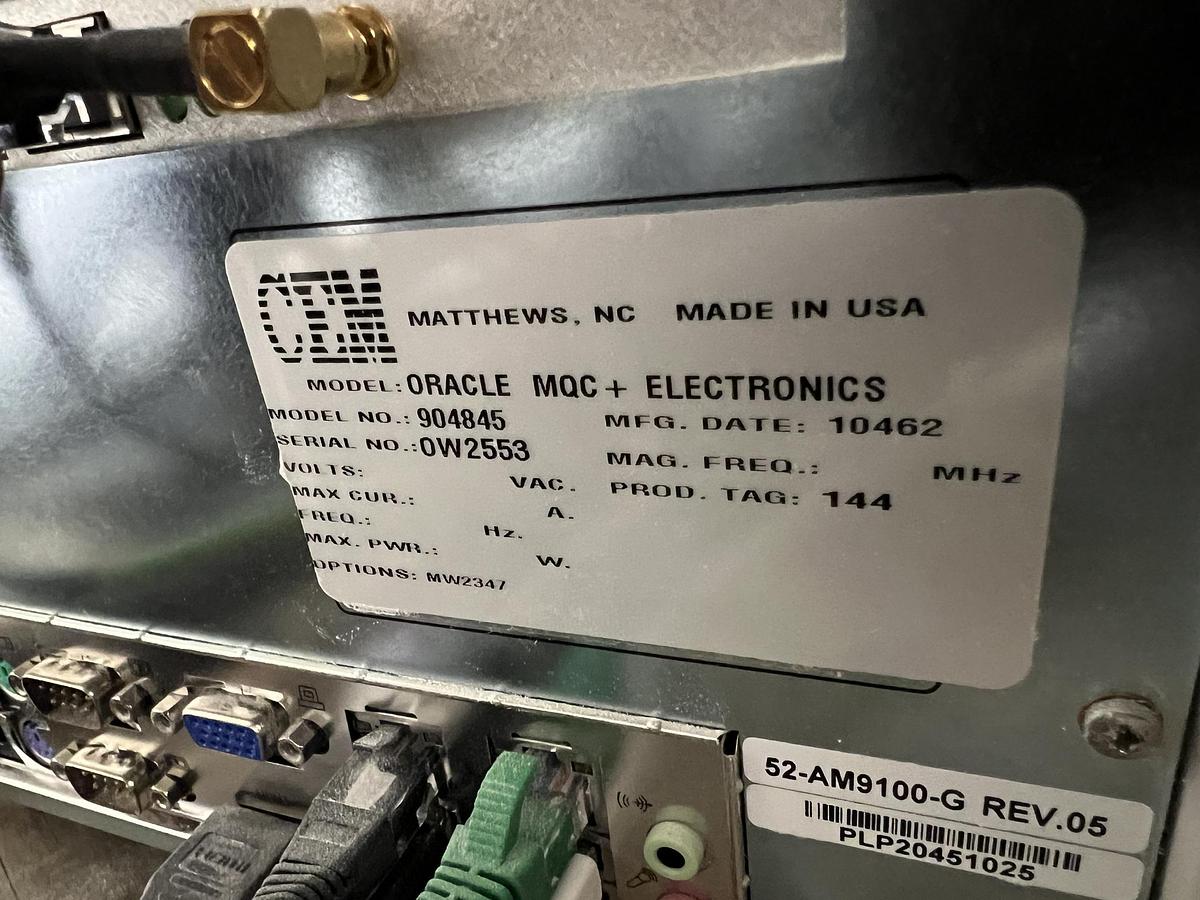 CEM MATTHEWS, NC MADE IN USA
MODEL: ORACLE MQC+ ELECTRONICS
MODEL NO.: 904845 MFG. DATE: 10462
SERIAL NO.: OW2553 MAG. FREQ.: MHz
VOLTS: VAC. PROD. TAG: 144
MAX CUR.: A.
FREQ.: Hz.
MAX. PWR.: W.
OPTIONS: MW2347
52-AM9100-G REV.05
PLP20451025
HDMI